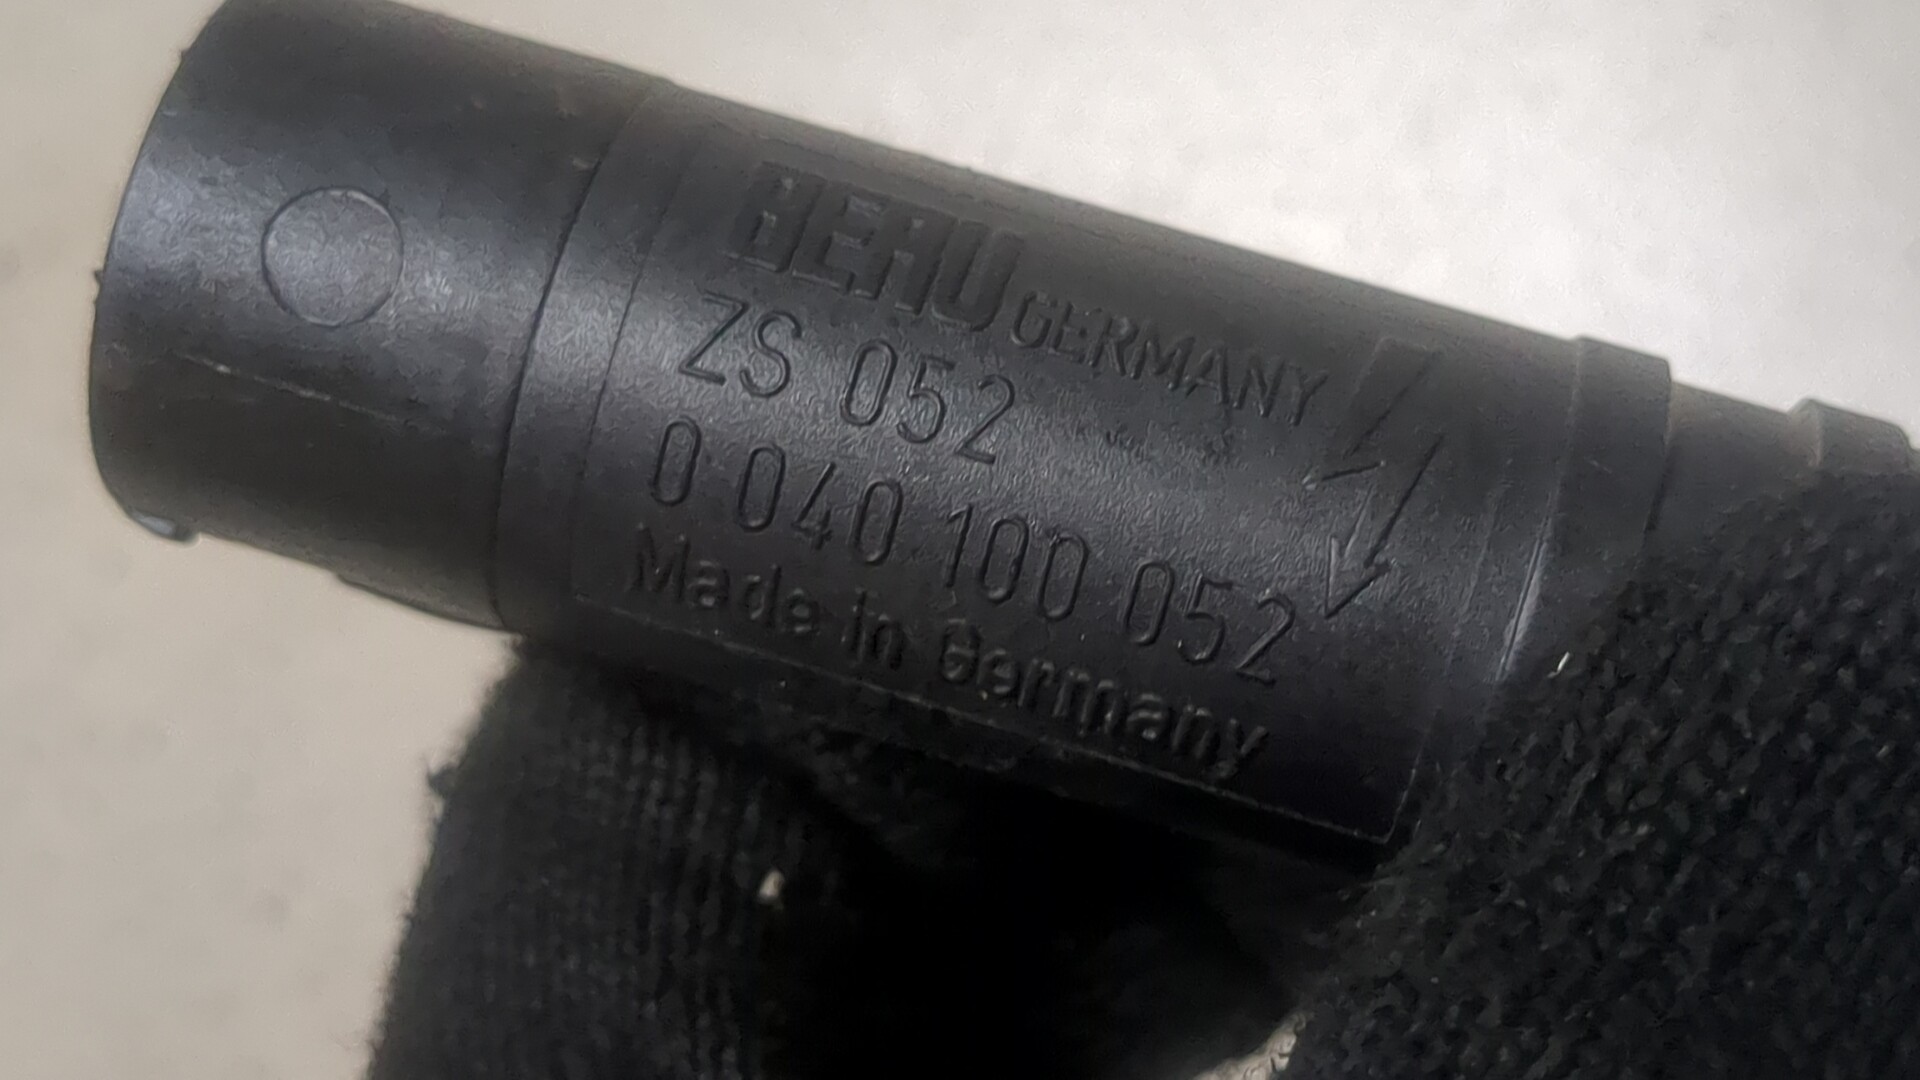 BERU GERMANY
ZS 052
0 040 100 052
Made in Germany